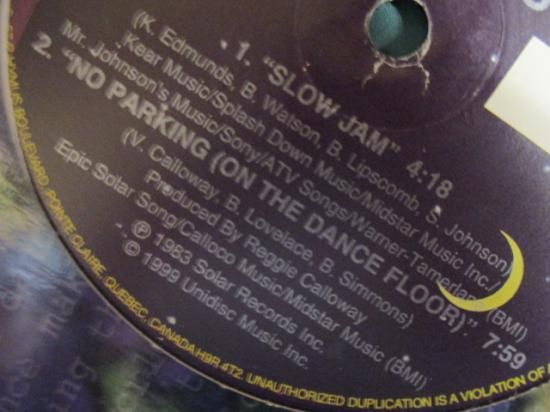 1. "SLOW JAM" 4:18
(K. Edmunds, B. Watson, B. Lipscomb, S. Johnson)
Kear Music/Splash Down Music/Midstar Music Inc./
Mr. Johnson's Music/Sony/ATV Songs/Warner-Tamerlane (BMI)
2. "NO PARKING (ON THE DANCE FLOOR)" 7:59
(V. Calloway, B. Lovelace, B. Simmons)
Epic Solar Song/Calloco Music/Midstar Music (BMI)
Produced By Reggie Calloway
℗ 1983 Solar Records Inc.
© 1999 Unidisc Music Inc.
HYMUS BOULEVARD, POINTE CLAIRE, QUEBEC, CANADA H9R 4T2. UNAUTHORIZED DUPLICATION IS A VIOLATION OF